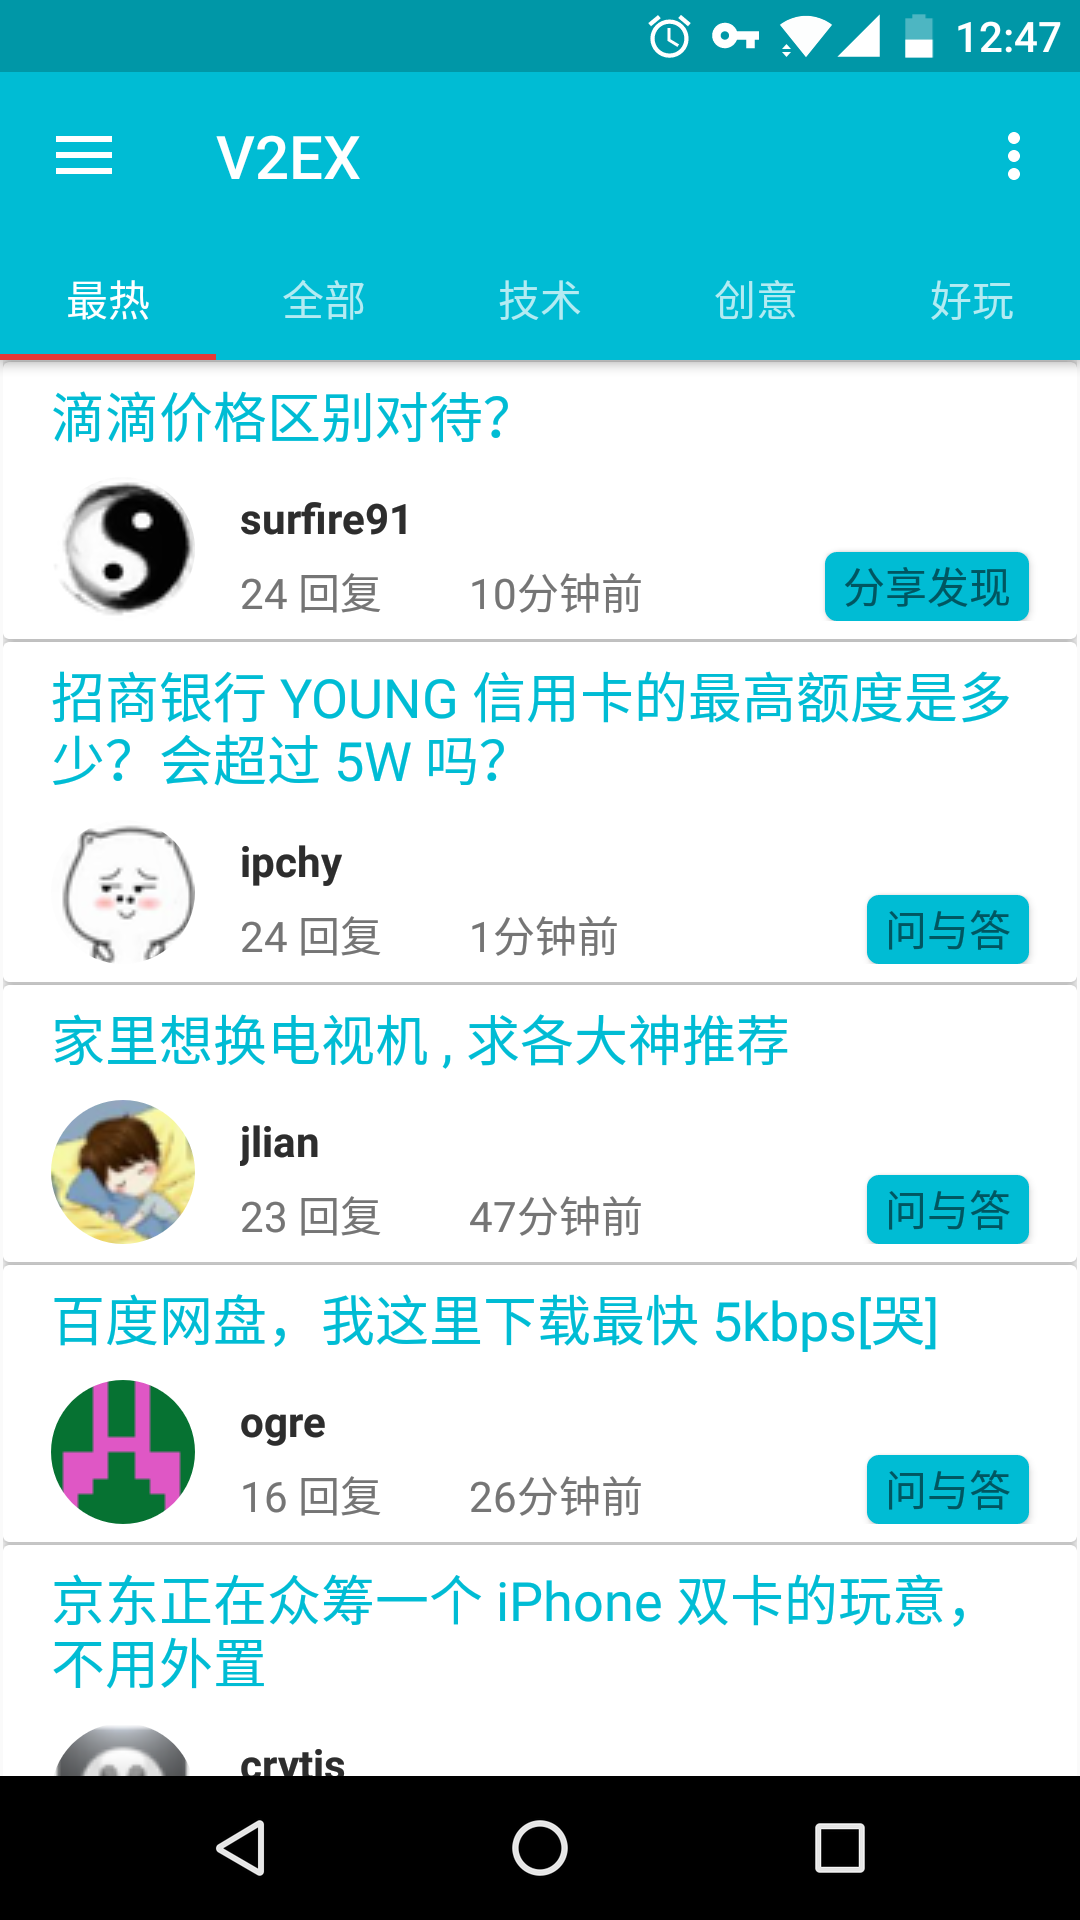 12:47
V2EX
最热 全部 技术 创意 好玩
滴滴价格区别对待？
surfire91
24 回复 10分钟前 分享发现
招商银行 YOUNG 信用卡的最高额度是多
少？会超过 5W 吗？
ipchy
24 回复 1分钟前 问与答
家里想换电视机 , 求各大神推荐
jlian
23 回复 47分钟前 问与答
百度网盘，我这里下载最快 5kbps[哭]
ogre
16 回复 26分钟前 问与答
京东正在众筹一个 iPhone 双卡的玩意，
不用外置
crytis